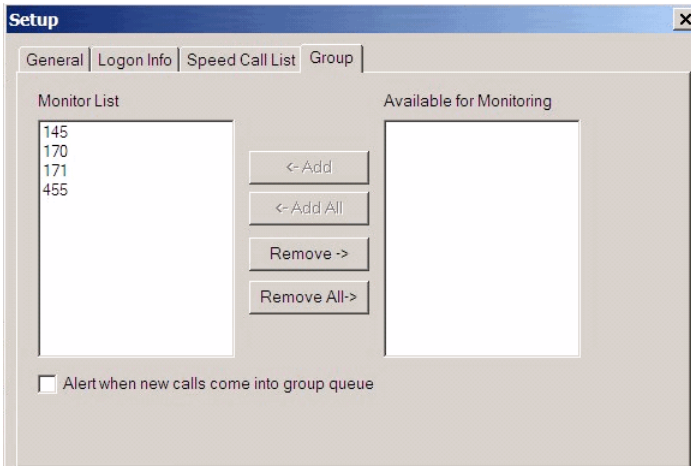 Setup
General Logon Info Speed Call List Group
Monitor List Available for Monitoring
145
170
171
455
<- Add
<- Add All
Remove ->
Remove All->
Alert when new calls come into group queue